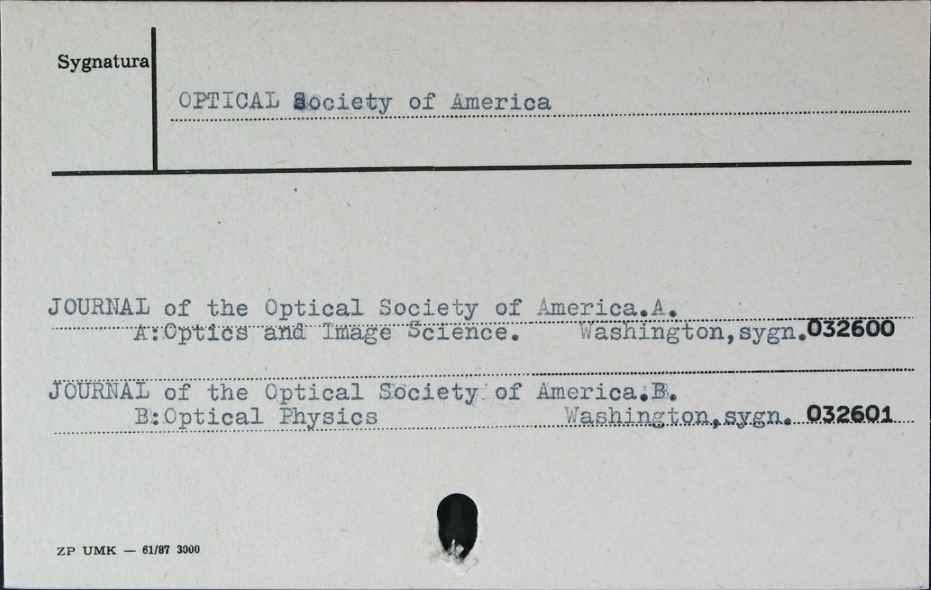 Sygnatura
OPTICAL Society of America
JOURNAL of the Optical Society of America.A.
A:Optics and Image Science. Washington,sygn.032600
JOURNAL of the Optical Society of America.B.
B:Optical Physics Washington,sygn. 032601
ZP UMK — 61/87 3000